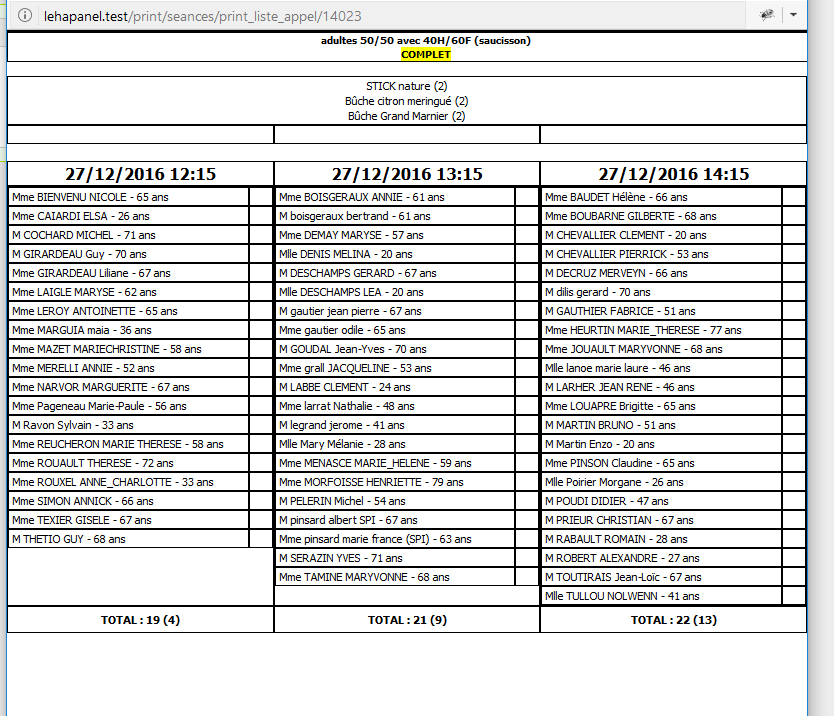 lehapanel.test/print/seances/print_liste_appel/14023
adultes 50/50 avec 40H/60F (saucisson)
COMPLET
STICK nature (2)
Bûche citron meringué (2)
Bûche Grand Marnier (2)
27/12/2016 12:15
Mme BIENVENU NICOLE - 65 ans
Mme CAIARDI ELSA - 26 ans
M COCHARD MICHEL - 71 ans
M GIRARDEAU Guy - 70 ans
Mme GIRARDEAU Liliane - 67 ans
Mme LAIGLE MARYSE - 62 ans
Mme LEROY ANTOINETTE - 65 ans
Mme MARGUIA maia - 36 ans
Mme MAZET MARIECHRISTINE - 58 ans
Mme MERELLI ANNIE - 52 ans
Mme NARVOR MARGUERITE - 67 ans
Mme Pageneau Marie-Paule - 56 ans
M Ravon Sylvain - 33 ans
Mme REUCHERON MARIE THERESE - 58 ans
Mme ROUAULT THERESE - 72 ans
Mme ROUXEL ANNE_CHARLOTTE - 33 ans
Mme SIMON ANNICK - 66 ans
Mme TEXIER GISELE - 67 ans
M THETIO GUY - 68 ans
TOTAL : 19 (4)
27/12/2016 13:15
Mme BOISGERAUX ANNIE - 61 ans
M boisgeraux bertrand - 61 ans
Mme DEMAY MARYSE - 57 ans
Mlle DENIS MELINA - 20 ans
M DESCHAMPS GERARD - 67 ans
Mlle DESCHAMPS LEA - 20 ans
M gautier jean pierre - 67 ans
Mme gautier odile - 65 ans
M GOUDAL Jean-Yves - 70 ans
Mme grall JACQUELINE - 53 ans
M LABBE CLEMENT - 24 ans
Mme larrat Nathalie - 48 ans
M legrand jerome - 41 ans
Mlle Mary Mélanie - 28 ans
Mme MENASCE MARIE_HELENE - 59 ans
Mme MORFOISSE HENRIETTE - 79 ans
M PELERIN Michel - 54 ans
M pinsard albert SPI - 67 ans
Mme pinsard marie france (SPI) - 63 ans
M SERAZIN YVES - 71 ans
Mme TAMINE MARYVONNE - 68 ans
TOTAL : 21 (9)
27/12/2016 14:15
Mme BAUDET Hélène - 66 ans
Mme BOUBARNE GILBERTE - 68 ans
M CHEVALLIER CLEMENT - 20 ans
M CHEVALLIER PIERRICK - 53 ans
M DECRUZ MERVEYN - 66 ans
M dilis gerard - 70 ans
M GAUTHIER FABRICE - 51 ans
Mme HEURTIN MARIE_THERESE - 77 ans
Mme JOUAULT MARYVONNE - 68 ans
Mlle lanoe marie laure - 46 ans
M LARHER JEAN RENE - 46 ans
Mme LOUAPRE Brigitte - 65 ans
M MARTIN BRUNO - 51 ans
M Martin Enzo - 20 ans
Mme PINSON Claudine - 65 ans
Mlle Poirier Morgane - 26 ans
M POUDI DIDIER - 47 ans
M PRIEUR CHRISTIAN - 67 ans
M RABAULT ROMAIN - 28 ans
M ROBERT ALEXANDRE - 27 ans
M TOUTIRAIS Jean-Loïc - 67 ans
Mlle TULLOU NOLWENN - 41 ans
TOTAL : 22 (13)